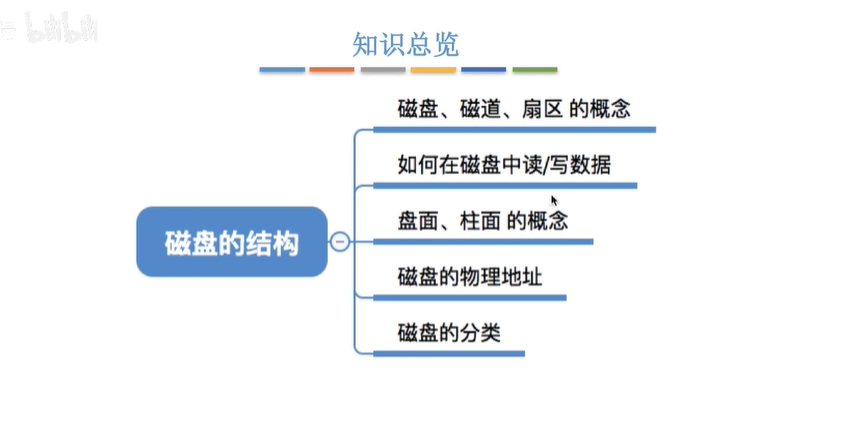 bilibili
知识总览
磁盘、磁道、扇区 的概念
如何在磁盘中读/写数据
盘面、柱面 的概念
磁盘的结构
磁盘的物理地址
磁盘的分类